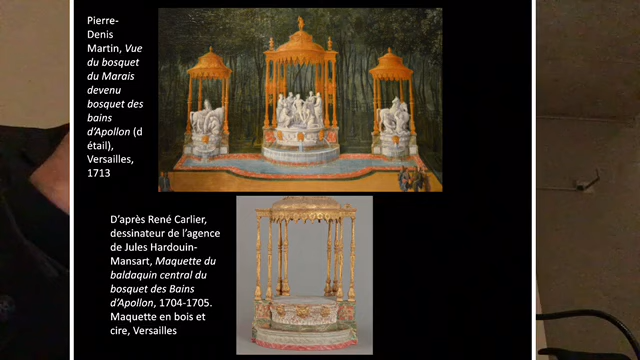 Pierre-
Denis
Martin, Vue
du bosquet
du Marais
devenu
bosquet des
bains
d'Apollon (d
étail),
Versailles,
1713
D'après René Carlier,
dessinateur de l'agence
de Jules Hardouin-
Mansart, Maquette du
baldaquin central du
bosquet des Bains
d'Apollon, 1704-1705.
Maquette en bois et
cire, Versailles